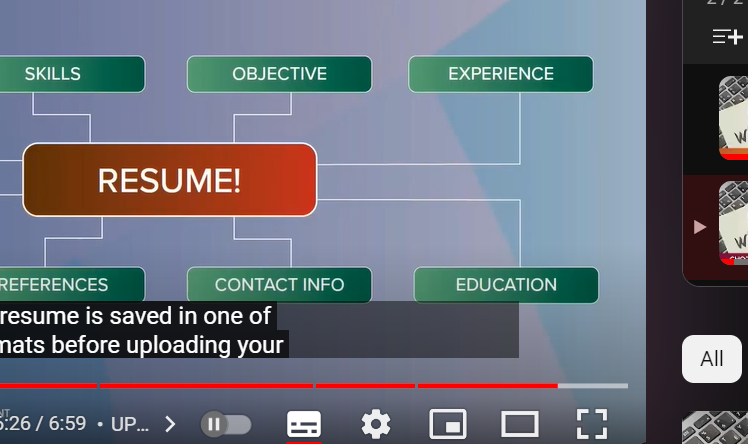 SKILLS
OBJECTIVE
EXPERIENCE
RESUME!
REFERENCES
CONTACT INFO
EDUCATION
resume is saved in one of
mats before uploading your
:26 / 6:59 • UP...
All